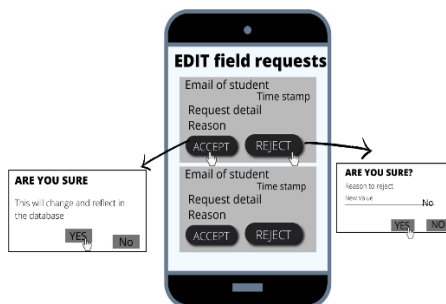 EDIT field requests
Email of student
Time stamp
Request detail
Reason
ACCEPT REJECT
Email of student
Time stamp
Request detail
Reason
ACCEPT REJECT
ARE YOU SURE
This will change and reflect in
the database
YES No
ARE YOU SURE?
Reason to reject
New value
No
YES NO